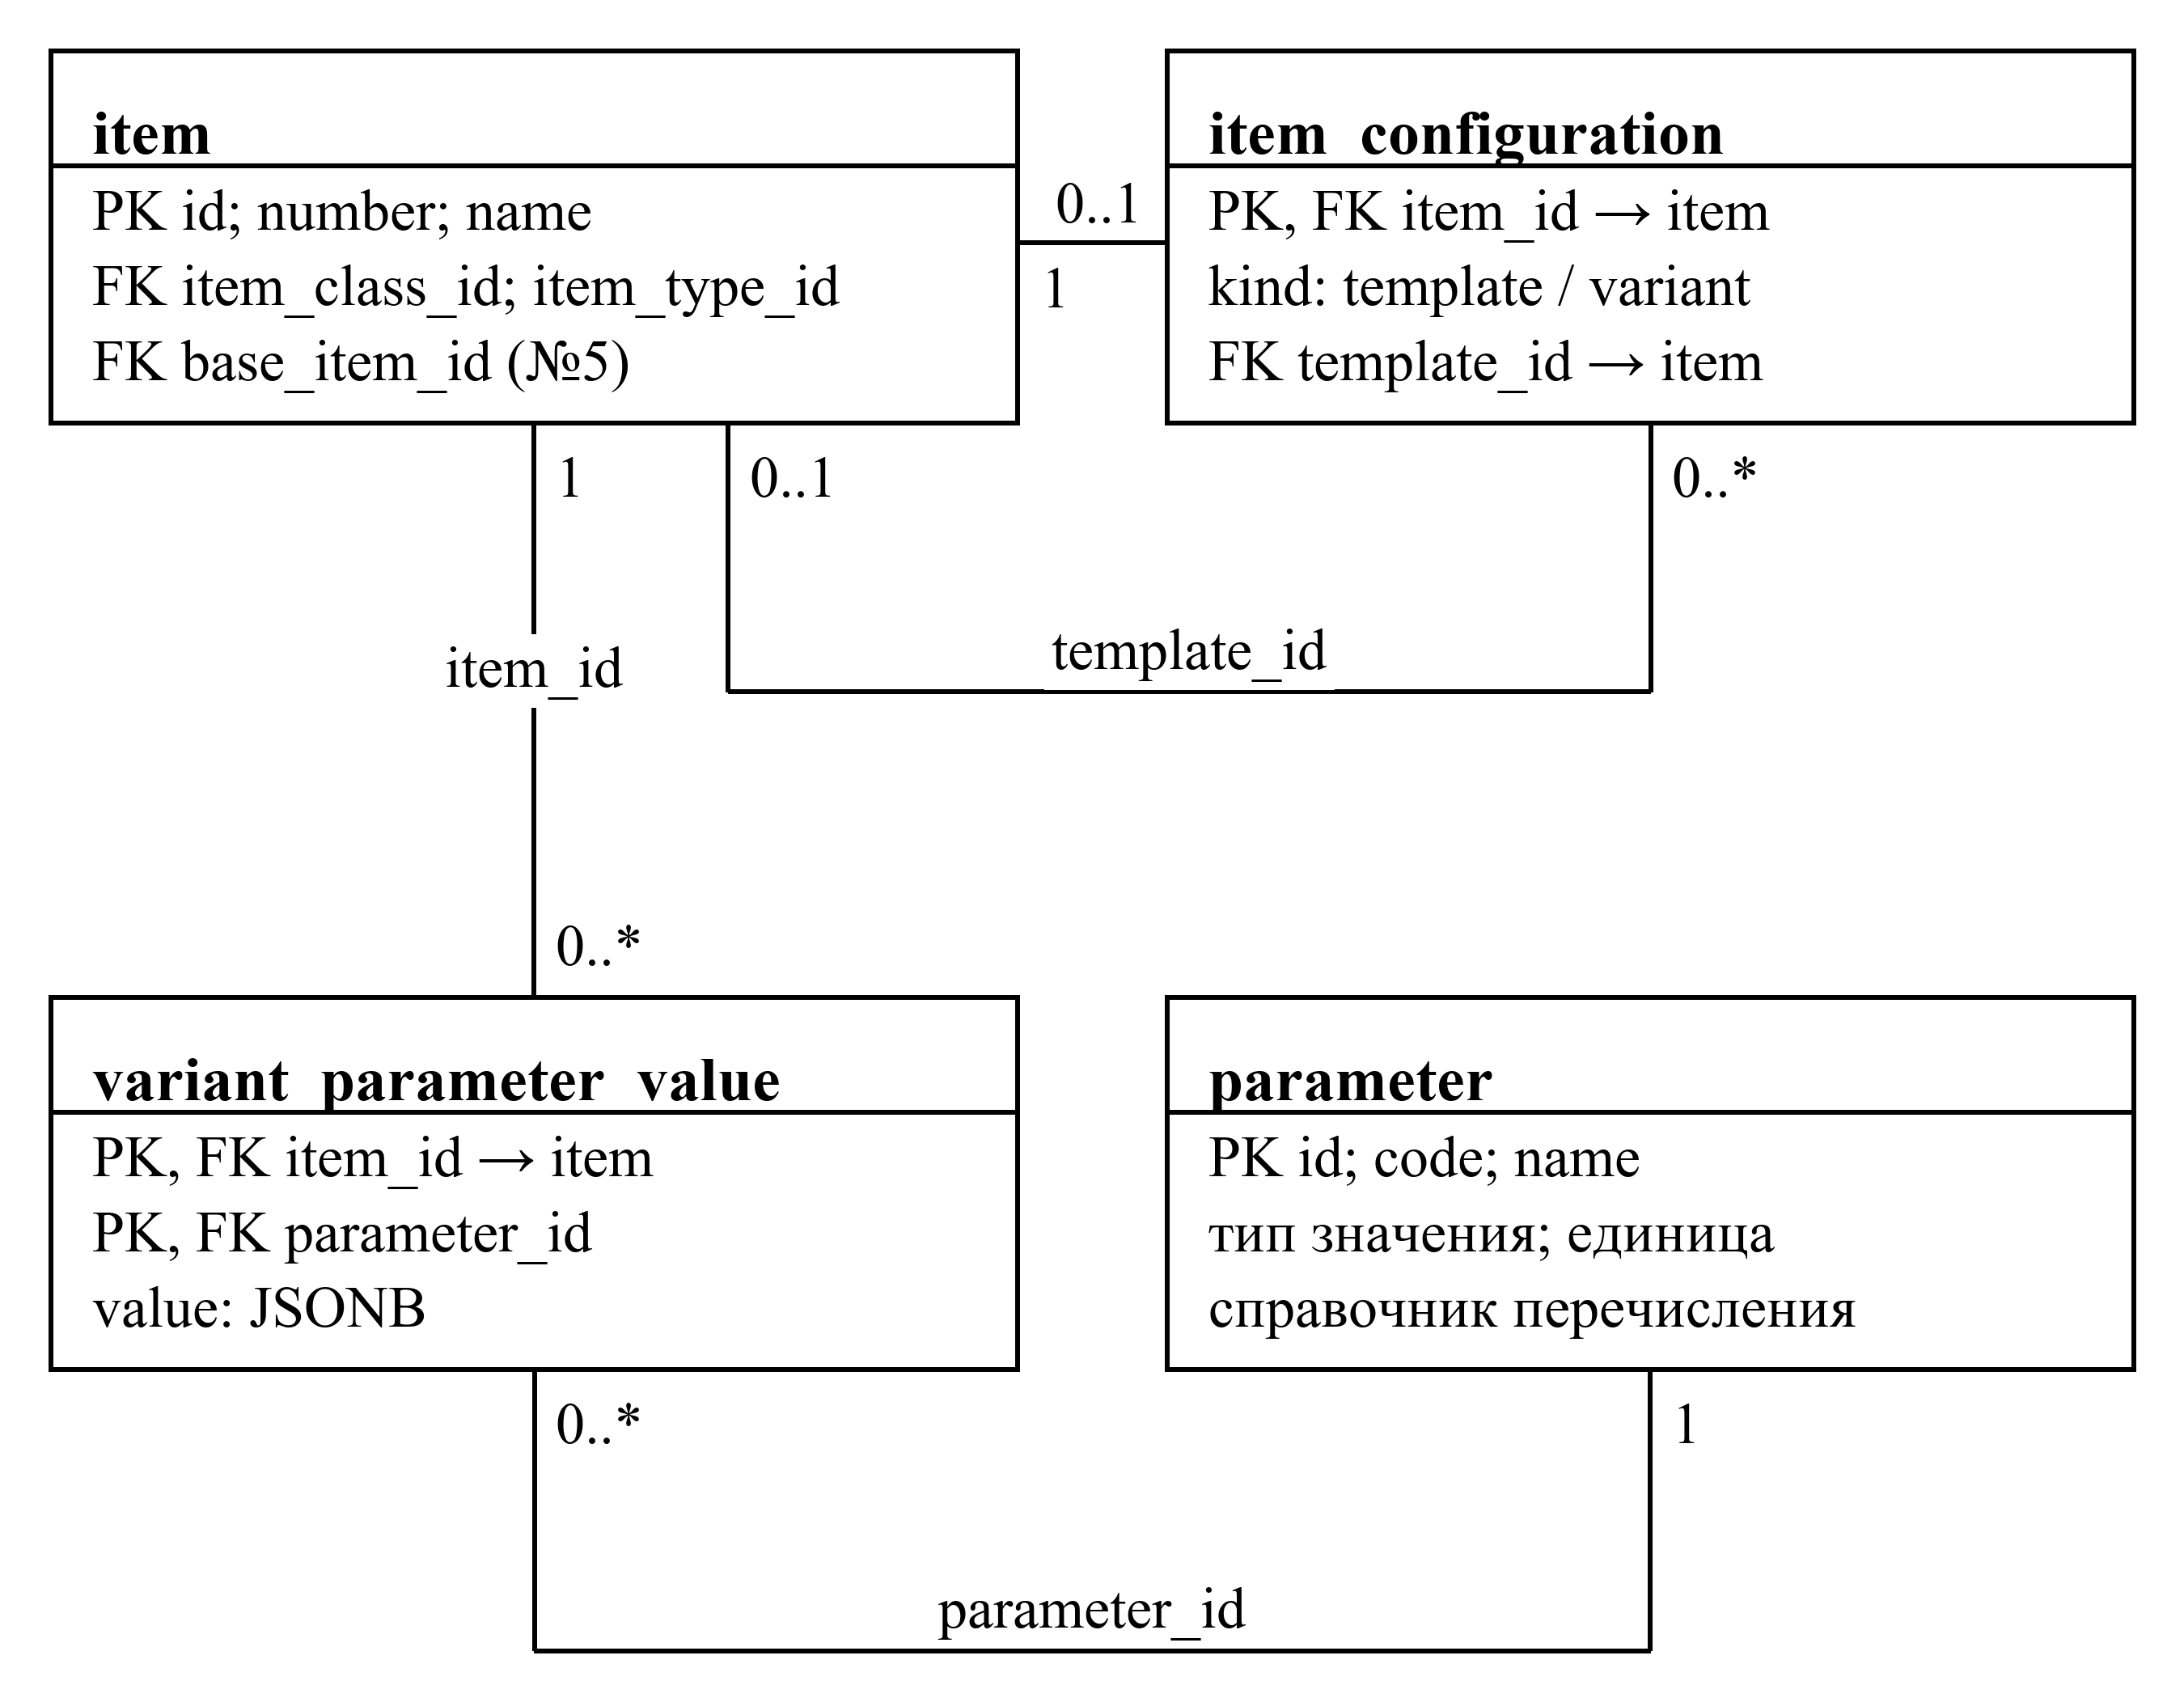 item
PK id; number; name
FK item_class_id; item_type_id
FK base_item_id (№5)
0..1
1
item_configuration
PK, FK item_id → item
kind: template / variant
FK template_id → item
1
0..1
0..*
item_id
template_id
0..*
variant_parameter_value
PK, FK item_id → item
PK, FK parameter_id
value: JSONB
parameter
PK id; code; name
тип значения; единица
справочник перечисления
0..*
1
parameter_id